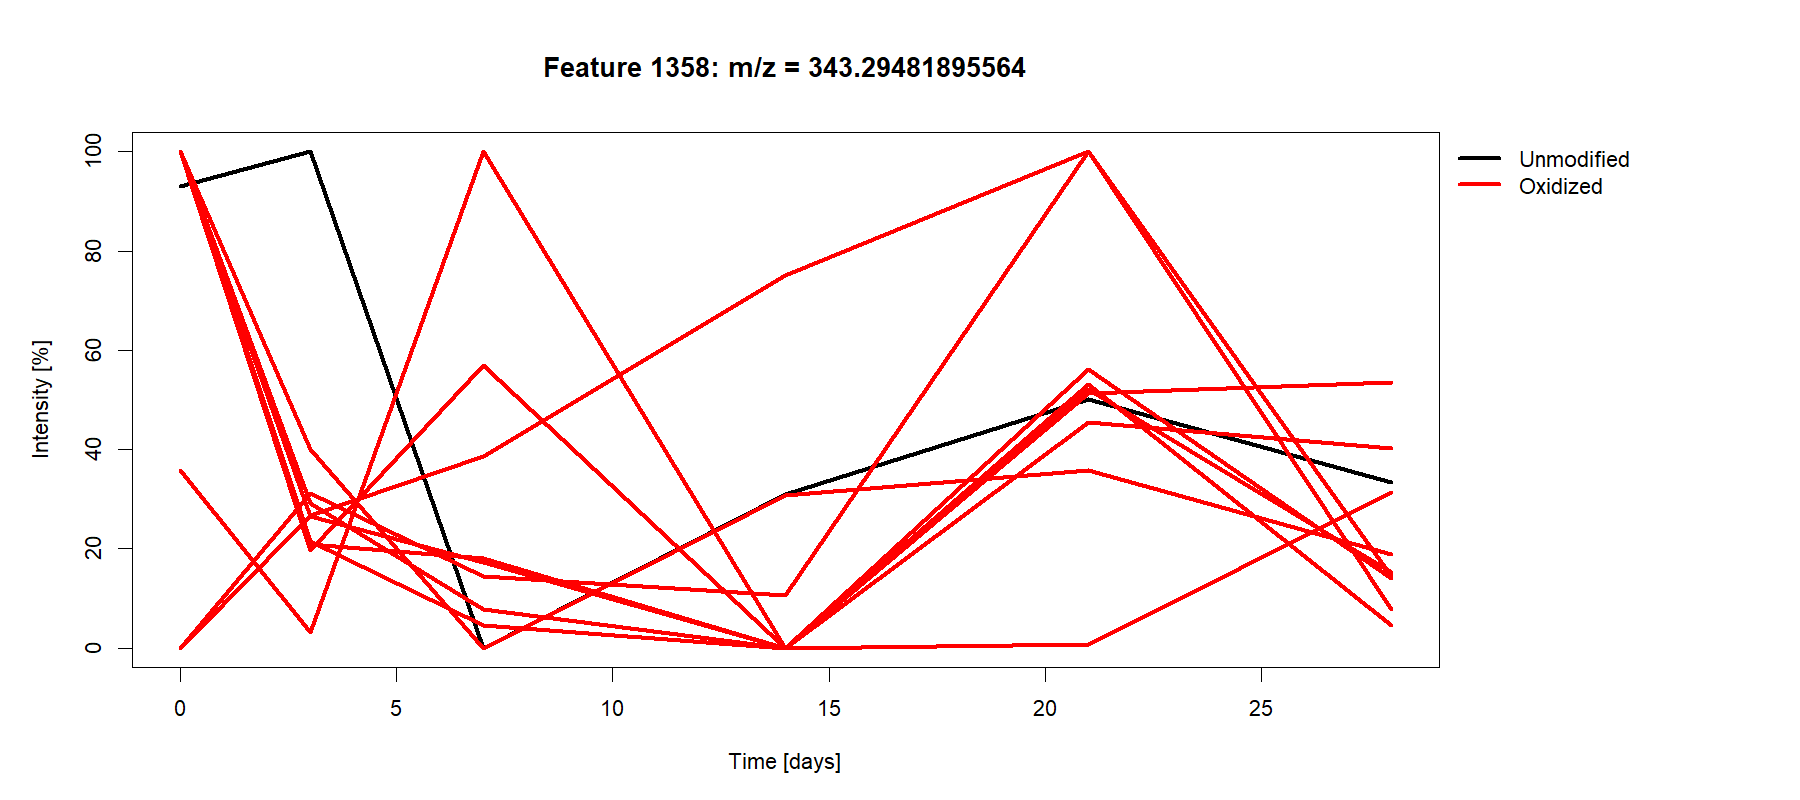 Feature 1358: m/z = 343.29481895564
Unmodified
Oxidized
Intensity [%]
100
80
60
40
20
0
0 5 10 15 20 25
Time [days]